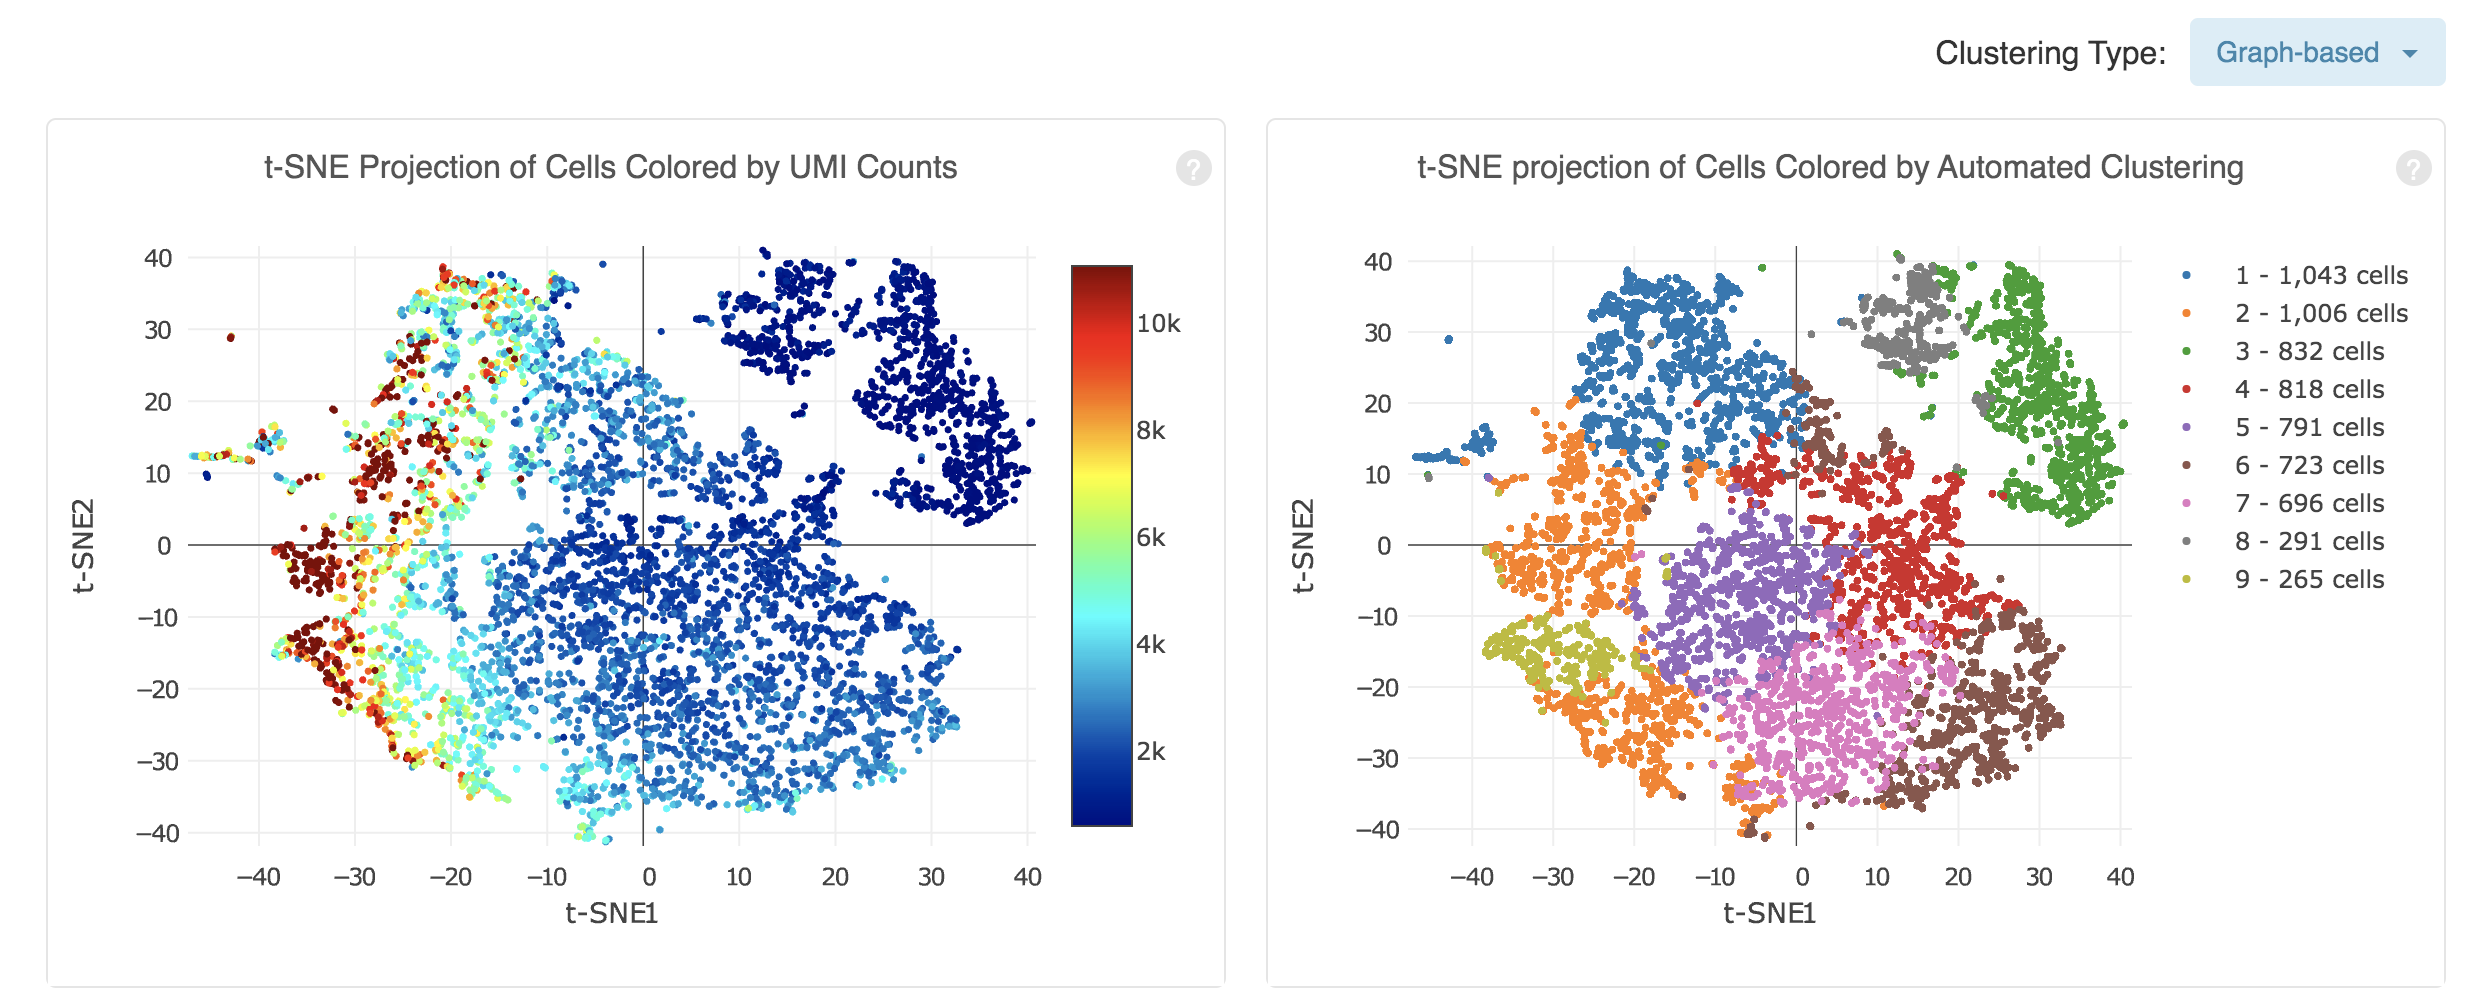 Clustering Type: Graph-based
t-SNE Projection of Cells Colored by UMI Counts
?
40
30
20
10
0
−10
−20
−30
−40
t-SNE2
−40 −30 −20 −10 0 10 20 30 40
t-SNE1
10k
8k
6k
4k
2k
t-SNE projection of Cells Colored by Automated Clustering
?
40
30
20
10
0
−10
−20
−30
−40
t-SNE2
−40 −30 −20 −10 0 10 20 30 40
t-SNE1
1 - 1,043 cells
2 - 1,006 cells
3 - 832 cells
4 - 818 cells
5 - 791 cells
6 - 723 cells
7 - 696 cells
8 - 291 cells
9 - 265 cells